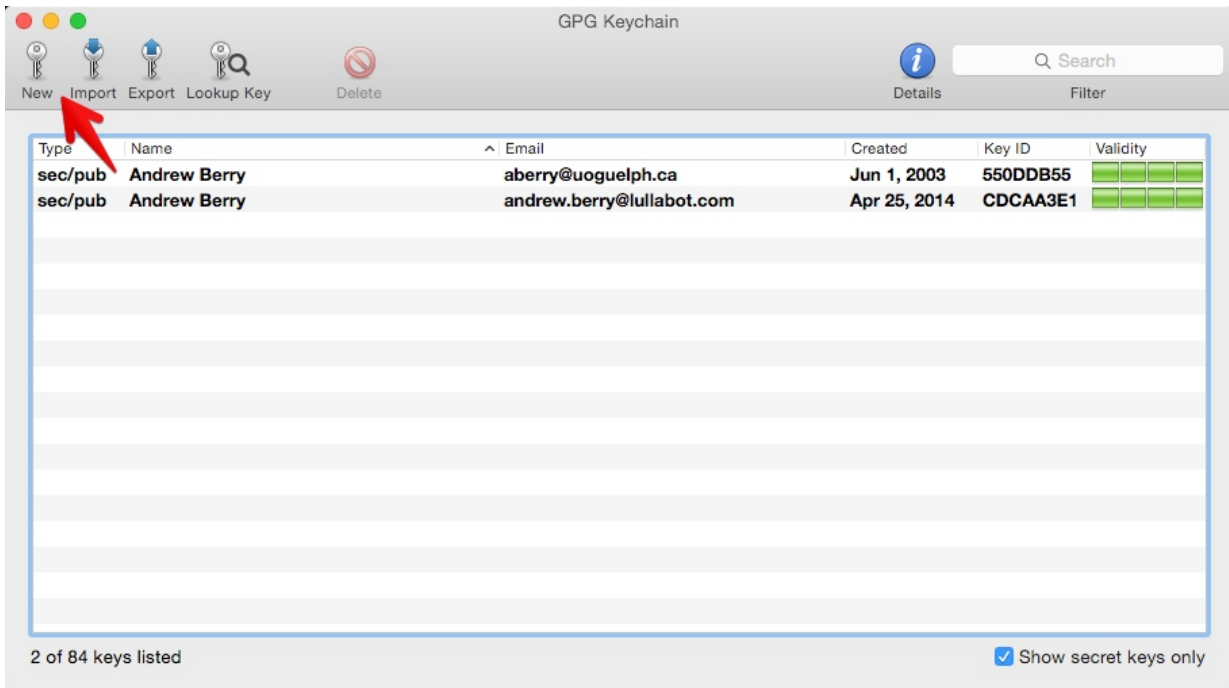 GPG Keychain
New Import Export Lookup Key Delete Details Search Filter
Type Name Email Created Key ID Validity
sec/pub Andrew Berry aberry@uoguelph.ca Jun 1, 2003 550DDB55
sec/pub Andrew Berry andrew.berry@lullabot.com Apr 25, 2014 CDCAA3E1
2 of 84 keys listed Show secret keys only